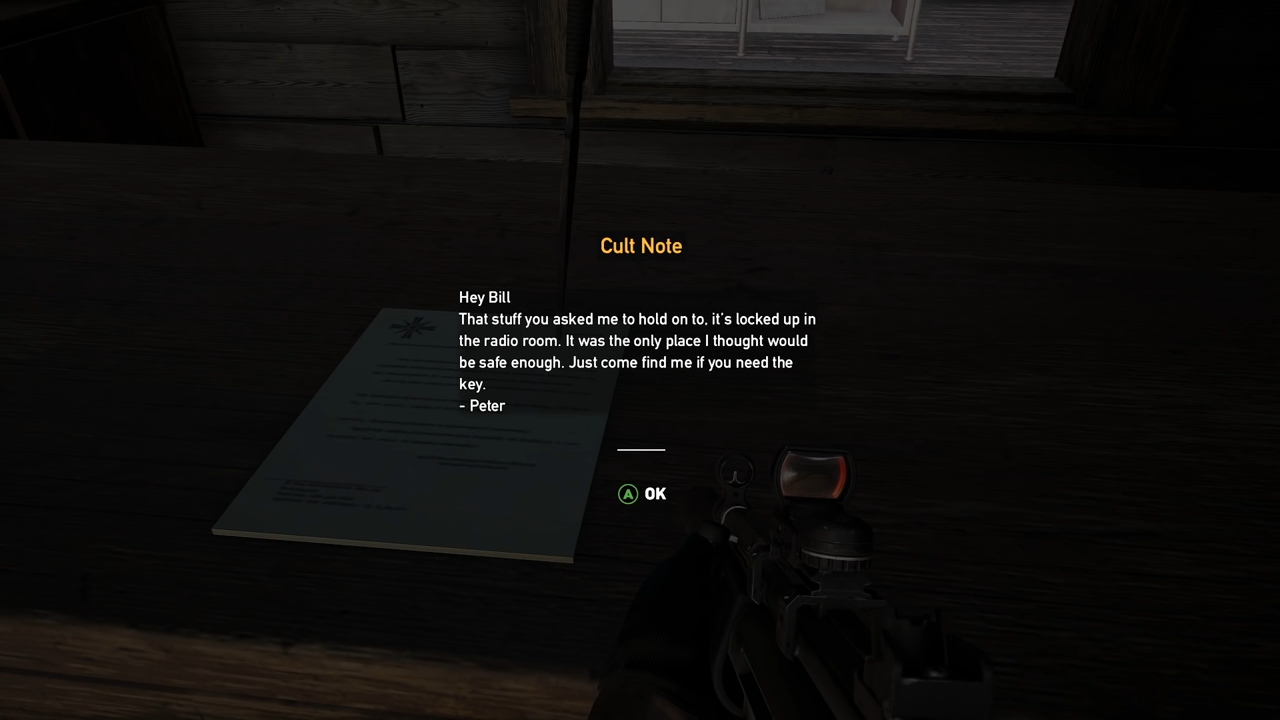 Cult Note
Hey Bill
That stuff you asked me to hold on to, it's locked up in
the radio room. It was the only place I thought would
be safe enough. Just come find me if you need the
key.
- Peter
A OK